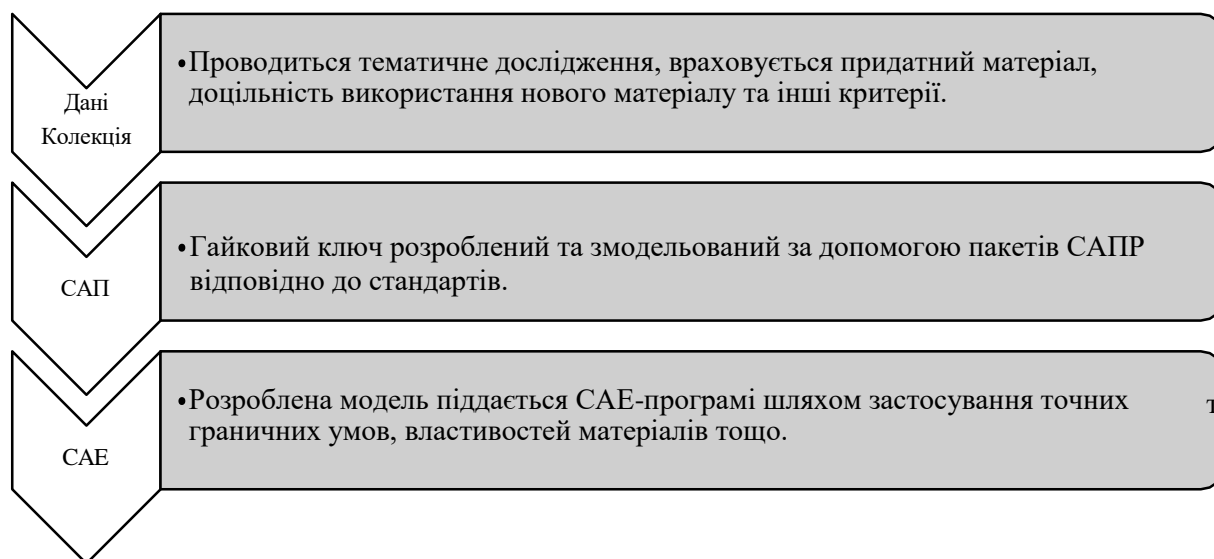 Дані
Колекція
•Проводиться тематичне дослідження, враховується придатний матеріал,
доцільність використання нового матеріалу та інші критерії.
САП
•Гайковий ключ розроблений та змодельований за допомогою пакетів САПР
відповідно до стандартів.
CAE
•Розроблена модель піддається CAE-програмі шляхом застосування точних
граничних умов, властивостей матеріалів тощо.
т